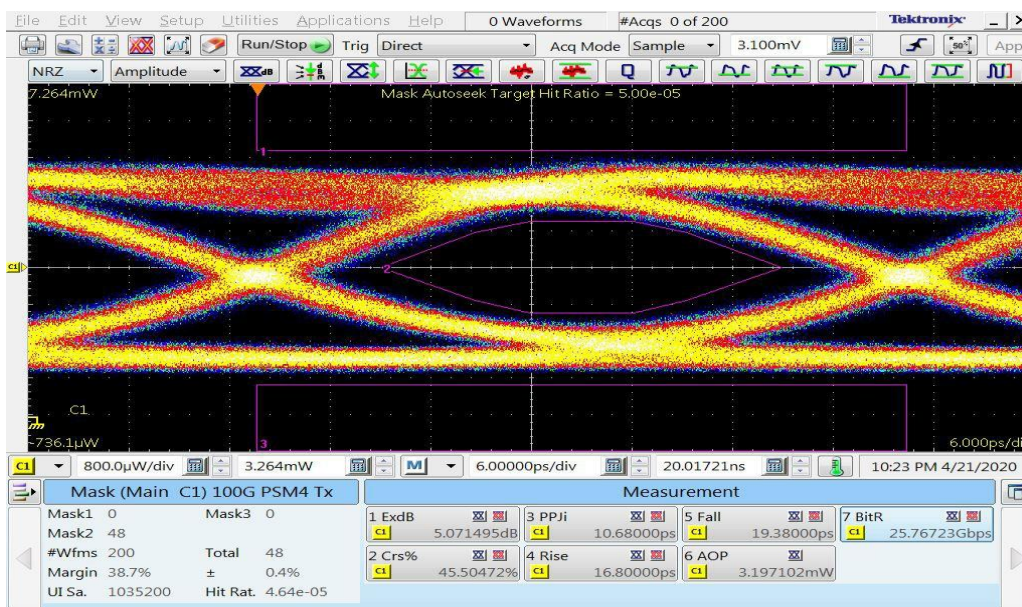 File Edit View Setup Utilities Applications Help 0 Waveforms #Acqs 0 of 200 Tektronix
Run/Stop Trig Direct Acq Mode Sample 3.100mV 50% App
NRZ Amplitude dB Q
7.264mW Mask Autoseek Target Hit Ratio = 5.00e-05
1
2
C1
C1
-736.1µW 3 6.000ps/di
C1 800.0µW/div 3.264mW M 6.00000ps/div 20.01721ns 10:23 PM 4/21/2020
Mask (Main C1) 100G PSM4 Tx
Mask1 0 Mask3 0
Mask2 48
#Wfms 200 Total 48
Margin 38.7% ± 0.4%
UI Sa. 1035200 Hit Rat. 4.64e-05
Measurement
1 ExdB 3 PPJi 5 Fall 7 BitR
C1 5.071495dB C1 10.68000ps C1 19.38000ps C1 25.76723Gbps
2 Crs% 4 Rise 6 AOP
C1 45.50472% C1 16.80000ps C1 3.197102mW